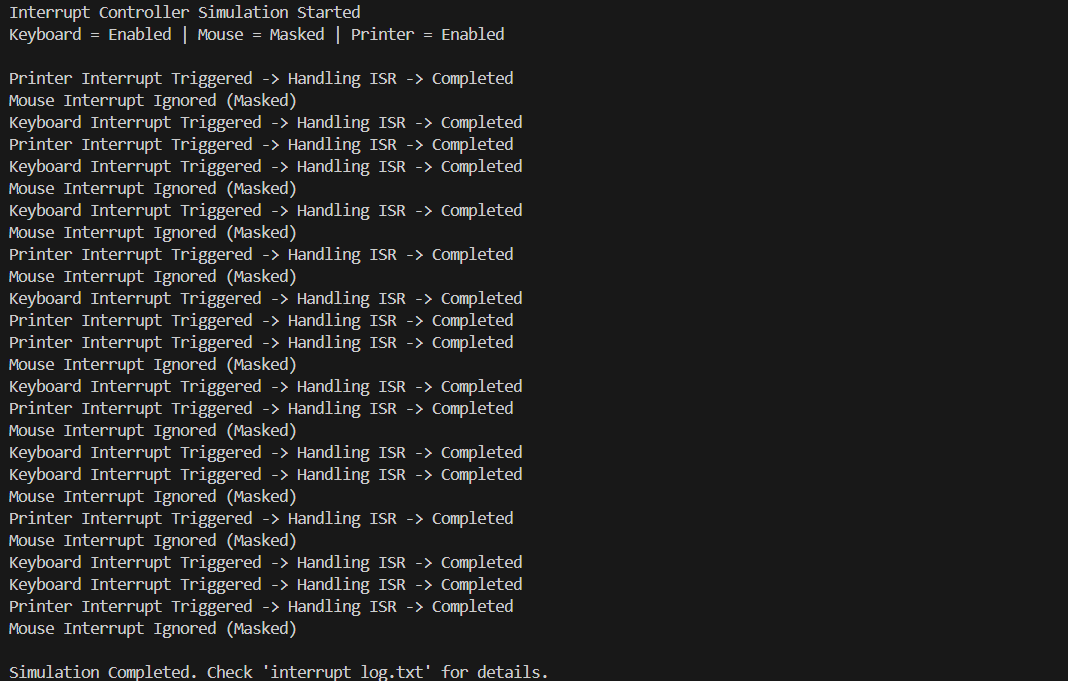 Interrupt Controller Simulation Started
Keyboard = Enabled | Mouse = Masked | Printer = Enabled
Printer Interrupt Triggered -> Handling ISR -> Completed
Mouse Interrupt Ignored (Masked)
Keyboard Interrupt Triggered -> Handling ISR -> Completed
Printer Interrupt Triggered -> Handling ISR -> Completed
Keyboard Interrupt Triggered -> Handling ISR -> Completed
Mouse Interrupt Ignored (Masked)
Keyboard Interrupt Triggered -> Handling ISR -> Completed
Mouse Interrupt Ignored (Masked)
Printer Interrupt Triggered -> Handling ISR -> Completed
Mouse Interrupt Ignored (Masked)
Keyboard Interrupt Triggered -> Handling ISR -> Completed
Printer Interrupt Triggered -> Handling ISR -> Completed
Printer Interrupt Triggered -> Handling ISR -> Completed
Mouse Interrupt Ignored (Masked)
Keyboard Interrupt Triggered -> Handling ISR -> Completed
Printer Interrupt Triggered -> Handling ISR -> Completed
Mouse Interrupt Ignored (Masked)
Keyboard Interrupt Triggered -> Handling ISR -> Completed
Keyboard Interrupt Triggered -> Handling ISR -> Completed
Mouse Interrupt Ignored (Masked)
Printer Interrupt Triggered -> Handling ISR -> Completed
Mouse Interrupt Ignored (Masked)
Keyboard Interrupt Triggered -> Handling ISR -> Completed
Keyboard Interrupt Triggered -> Handling ISR -> Completed
Printer Interrupt Triggered -> Handling ISR -> Completed
Mouse Interrupt Ignored (Masked)
Simulation Completed. Check 'interrupt_log.txt' for details.